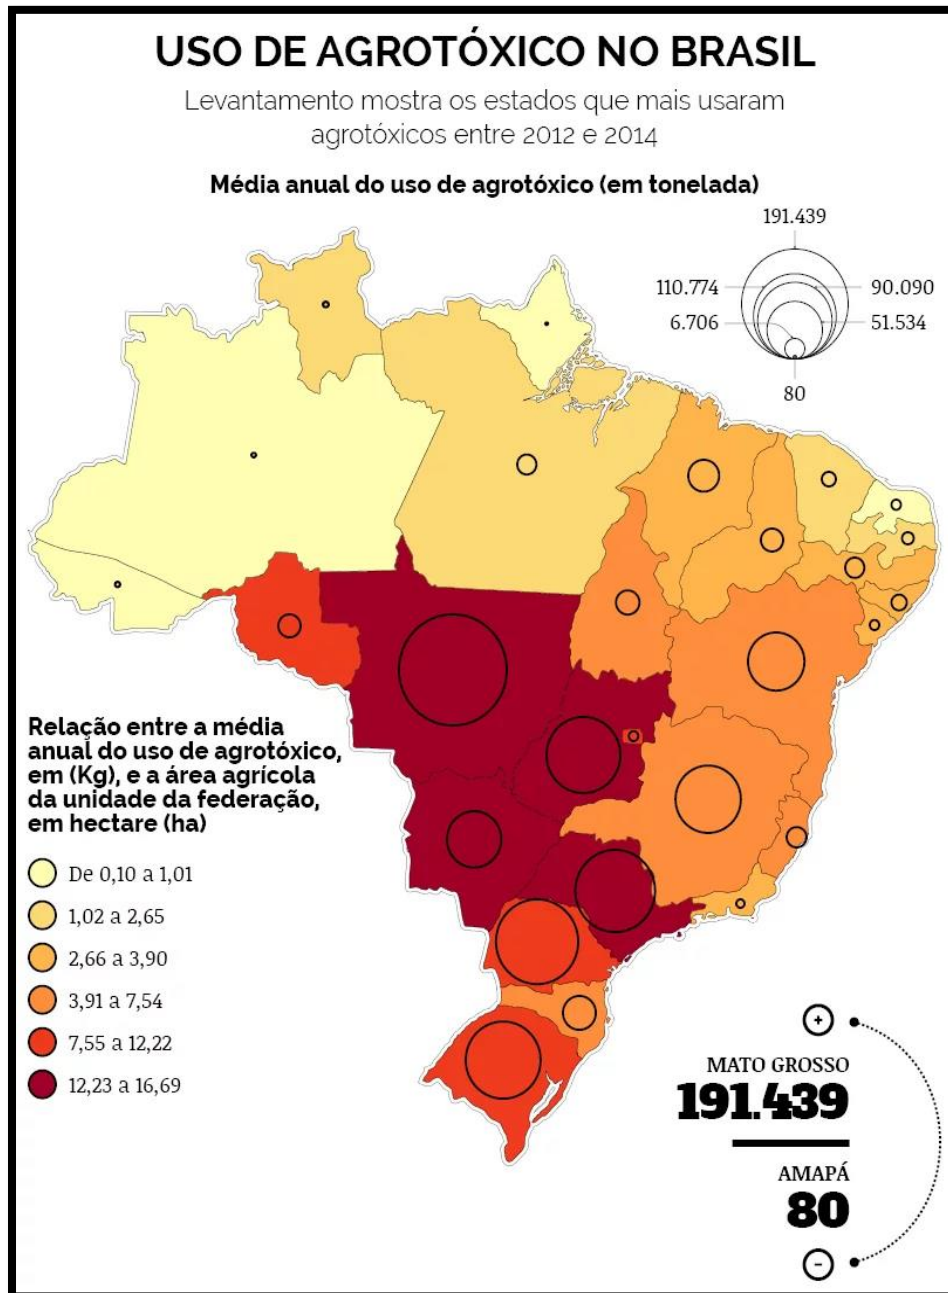 USO DE AGROTÓXICO NO BRASIL
Levantamento mostra os estados que mais usaram
agrotóxicos entre 2012 e 2014
Média anual do uso de agrotóxico (em tonelada)
191.439
110.774
90.090
6.706
51.534
80
Relação entre a média
anual do uso de agrotóxico,
em (Kg), e a área agrícola
da unidade da federação,
em hectare (ha)
De 0,10 a 1,01
1,02 a 2,65
2,66 a 3,90
3,91 a 7,54
7,55 a 12,22
12,23 a 16,69
+
MATO GROSSO
191.439
AMAPÁ
80
-